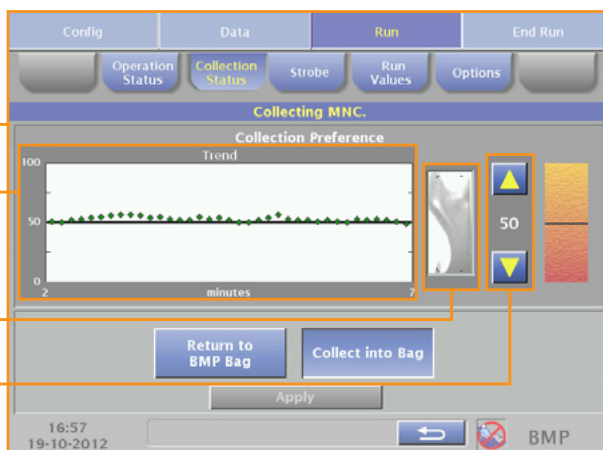 Config Data Run End Run
Operation Status
Collection Status
Strobe
Run Values
Options
Collecting MNC.
Collection Preference
Trend
100
50
0
2 minutes 7
50
Return to BMP Bag
Collect into Bag
Apply
16:57
19-10-2012
BMP